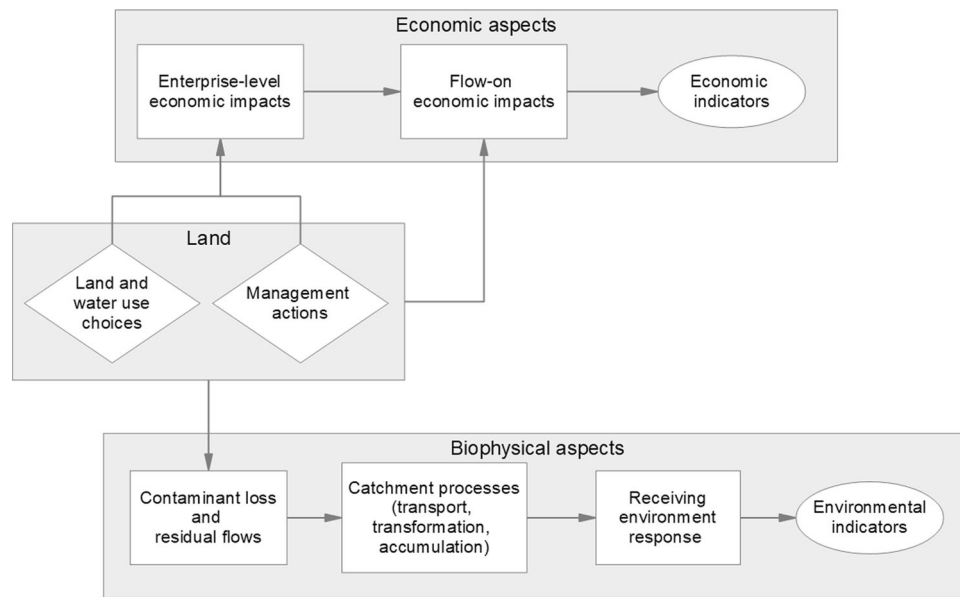 Economic aspects
Enterprise-level
economic impacts
Flow-on
economic impacts
Economic
indicators
Land
Land and
water use
choices
Management
actions
Biophysical aspects
Contaminant loss
and
residual flows
Catchment processes
(transport,
transformation,
accumulation)
Receiving
environment
response
Environmental
indicators